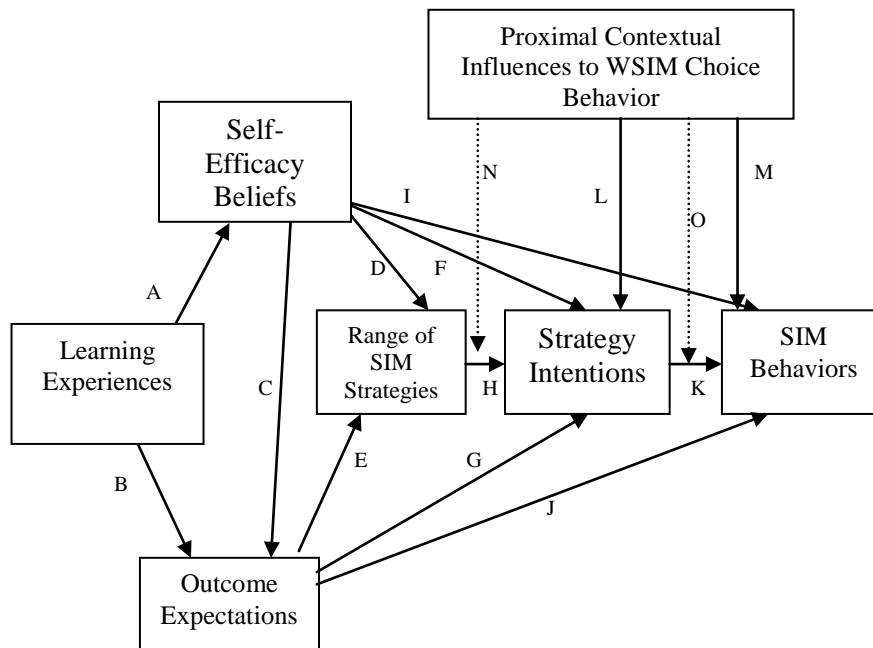 Proximal Contextual
Influences to WSIM Choice
Behavior
Self-
Efficacy
Beliefs
N
L
O
M
I
D
F
A
Learning
Experiences
C
Range of
SIM
Strategies
H
Strategy
Intentions
K
SIM
Behaviors
B
E
G
J
Outcome
Expectations